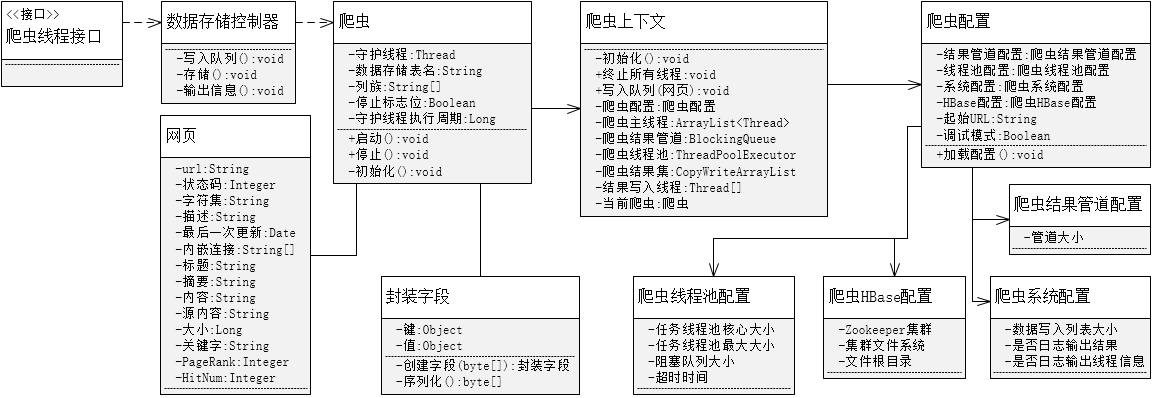 <<接口>>
爬虫线程接口
数据存储控制器
-写入队列():void
-存储():void
-输出信息():void
爬虫
-守护线程:Thread
-数据存储表名:String
-列族:String[]
-停止标志位:Boolean
-守护线程执行周期:Long
+启动():void
+停止():void
-初始化():void
爬虫上下文
-初始化():void
+终止所有线程:void
+写入队列(网页):void
-爬虫配置:爬虫配置
-爬虫主线程:ArrayList<Thread>
-爬虫结果管道:BlockingQueue
-爬虫线程池:ThreadPoolExecutor
-爬虫结果集:CopyWriteArrayList
-结果写入线程:Thread[]
-当前爬虫:爬虫
爬虫配置
-结果管道配置:爬虫结果管道配置
-线程池配置:爬虫线程池配置
-系统配置:爬虫系统配置
-HBase配置:爬虫HBase配置
-起始URL:String
-调试模式:Boolean
+加载配置():void
网页
-url:String
-状态码:Integer
-字符集:String
-描述:String
-最后一次更新:Date
-内嵌连接:String[]
-标题:String
-摘要:String
-内容:String
-源内容:String
-大小:Long
-关键字:String
-PageRank:Integer
-HitNum:Integer
封装字段
-键:Object
-值:Object
-创建字段(byte[]):封装字段
-序列化():byte[]
爬虫线程池配置
-任务线程池核心大小
-任务线程池最大大小
-阻塞队列大小
-超时时间
爬虫HBase配置
-Zookeeper集群
-集群文件系统
-文件根目录
爬虫结果管道配置
-管道大小
爬虫系统配置
-数据写入列表大小
-是否日志输出结果
-是否日志输出线程信息